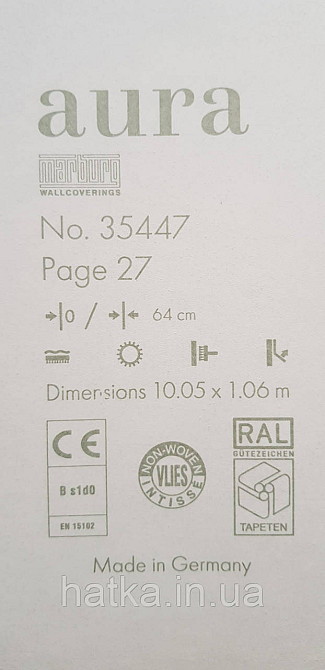 aura
marburg
WALLCOVERINGS
No. 35447
Page 27
0 / 64 cm
Dimensions 10.05 x 1.06 m
CE
B s1d0
EN 15102
NON-WOVEN
VLIES
INTISSE
RAL
GÜTEZEICHEN
TAPETEN
Made in Germany
hatka.in.ua